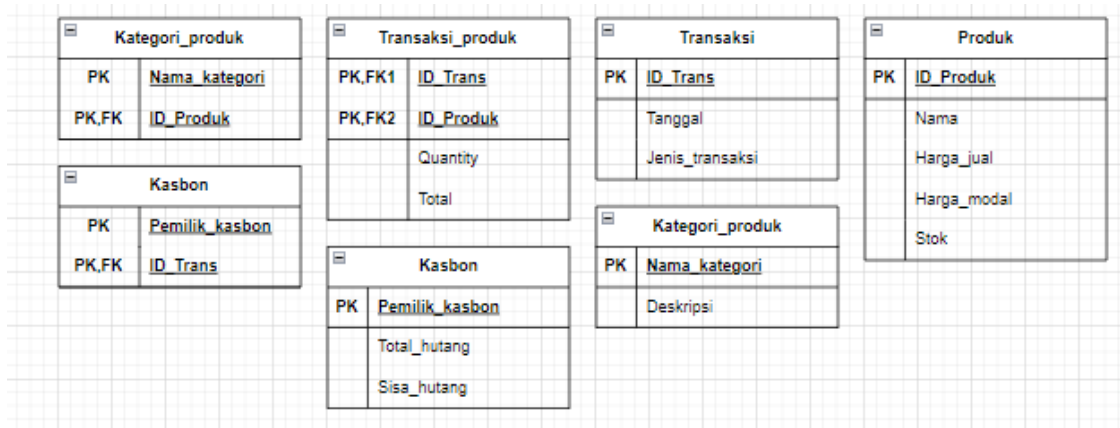 Kategori_produk
PK Nama_kategori
PK,FK ID_Produk
Kasbon
PK Pemilik_kasbon
PK,FK ID_Trans
Transaksi_produk
PK,FK1 ID_Trans
PK,FK2 ID_Produk
Quantity
Total
Kasbon
PK Pemilik_kasbon
Total_hutang
Sisa_hutang
Transaksi
PK ID_Trans
Tanggal
Jenis_transaksi
Kategori_produk
PK Nama_kategori
Deskripsi
Produk
PK ID_Produk
Nama
Harga_jual
Harga_modal
Stok